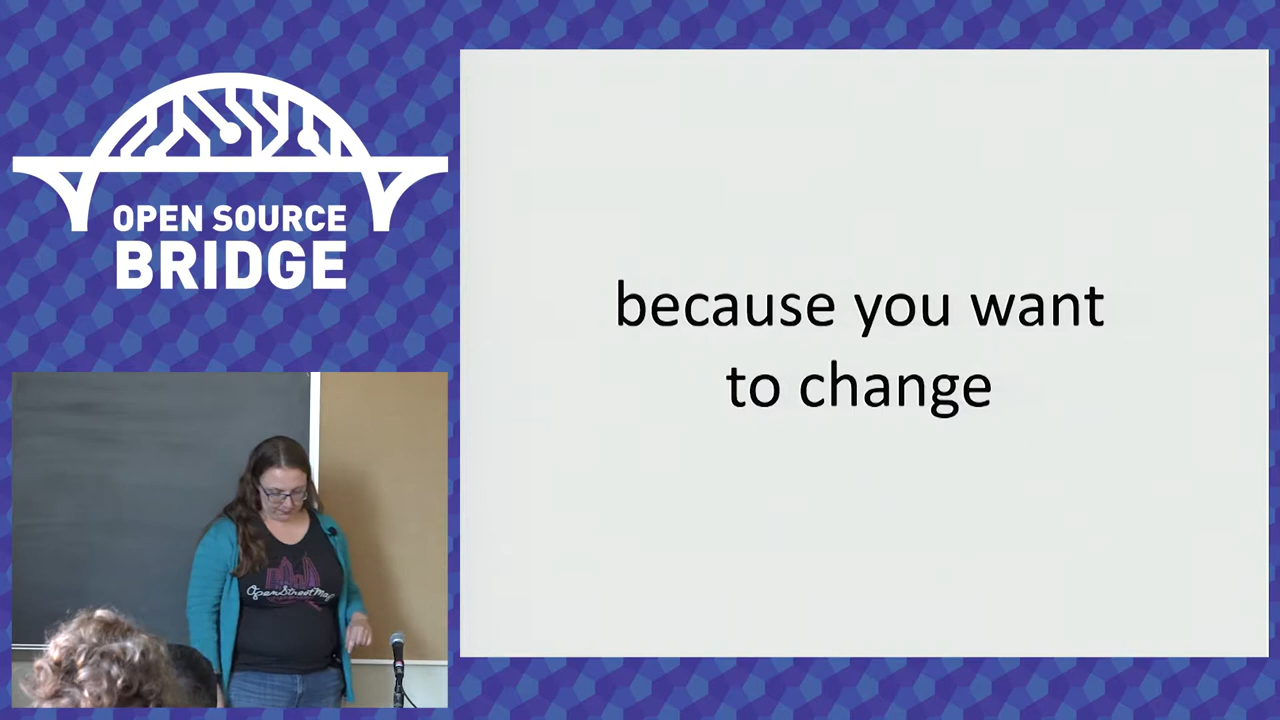 OPEN SOURCE
BRIDGE
because you want
to change
OpenStreetMap